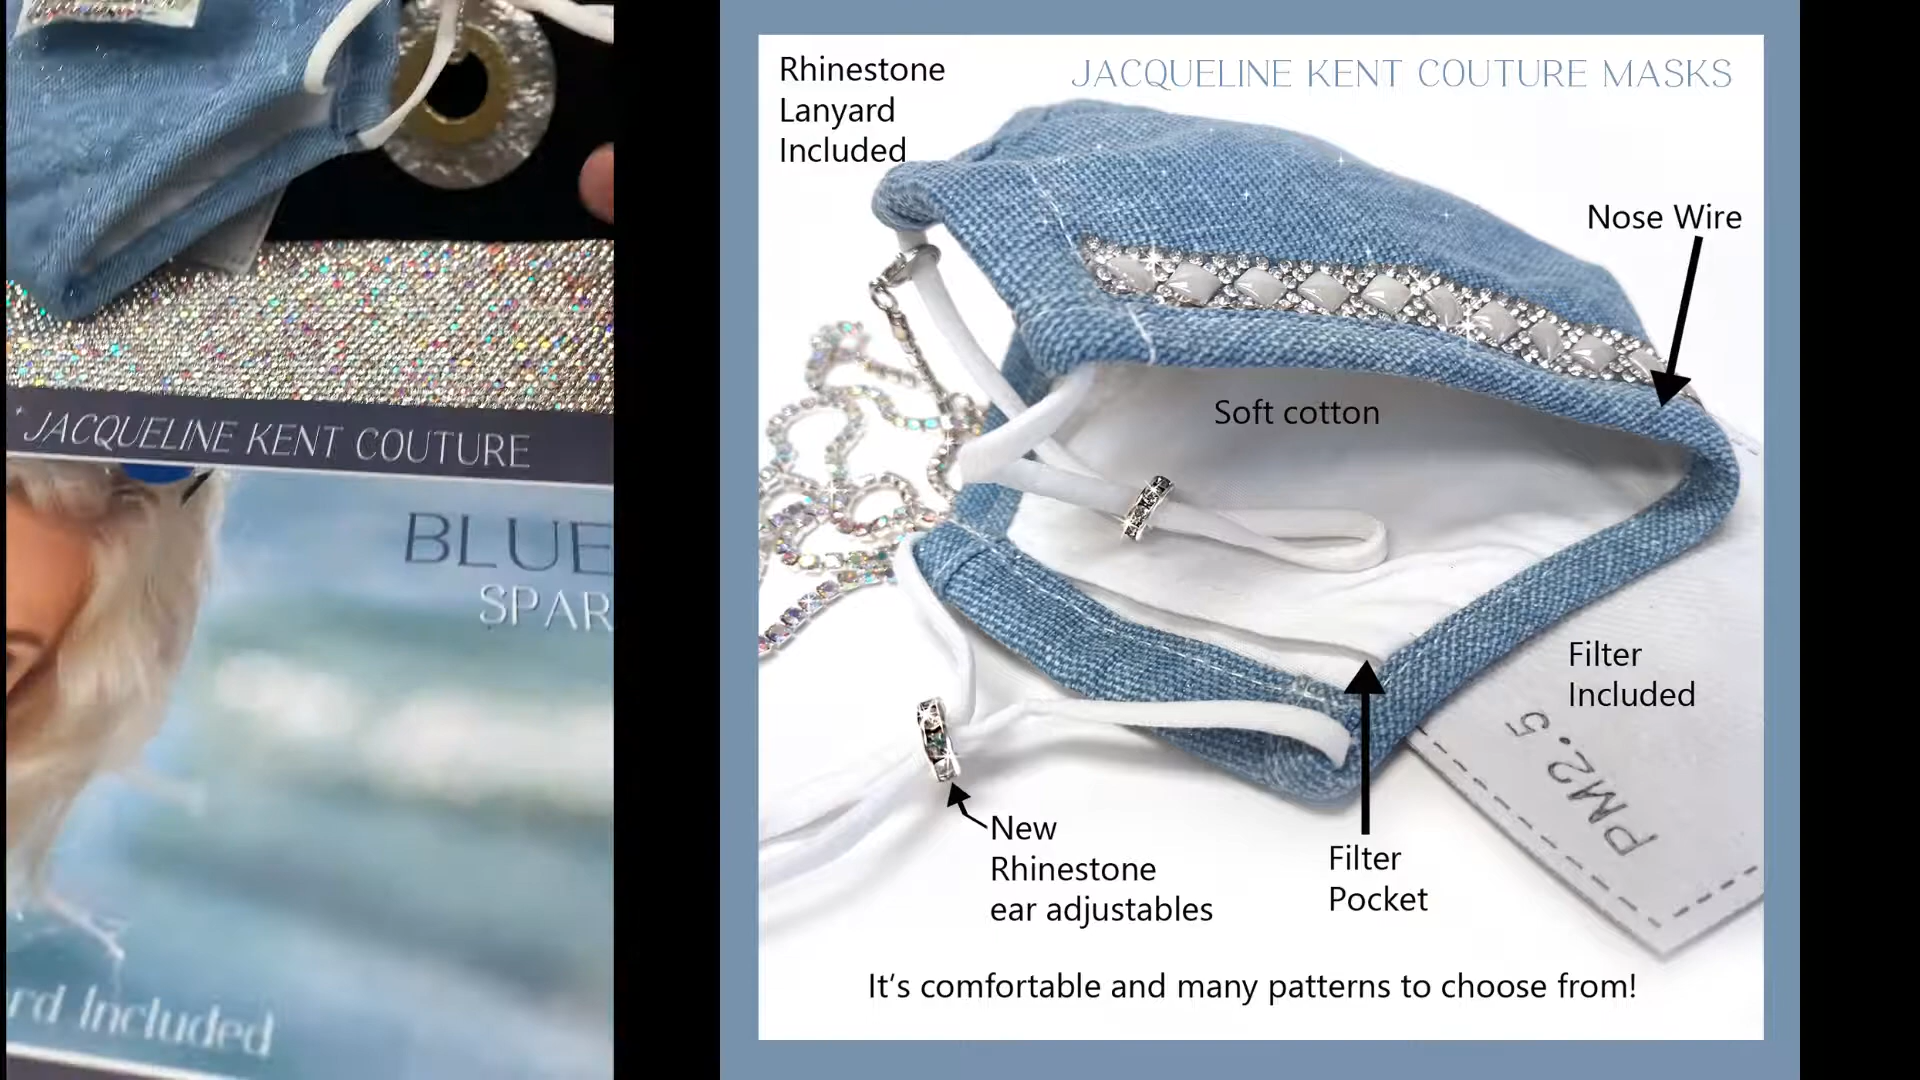 JACQUELINE KENT COUTURE
BLUE
SPAR
rd Included
Rhinestone
Lanyard
Included
JACQUELINE KENT COUTURE MASKS
Nose Wire
Soft cotton
Filter
Included
PM2.5
New
Rhinestone
ear adjustables
Filter
Pocket
It's comfortable and many patterns to choose from!